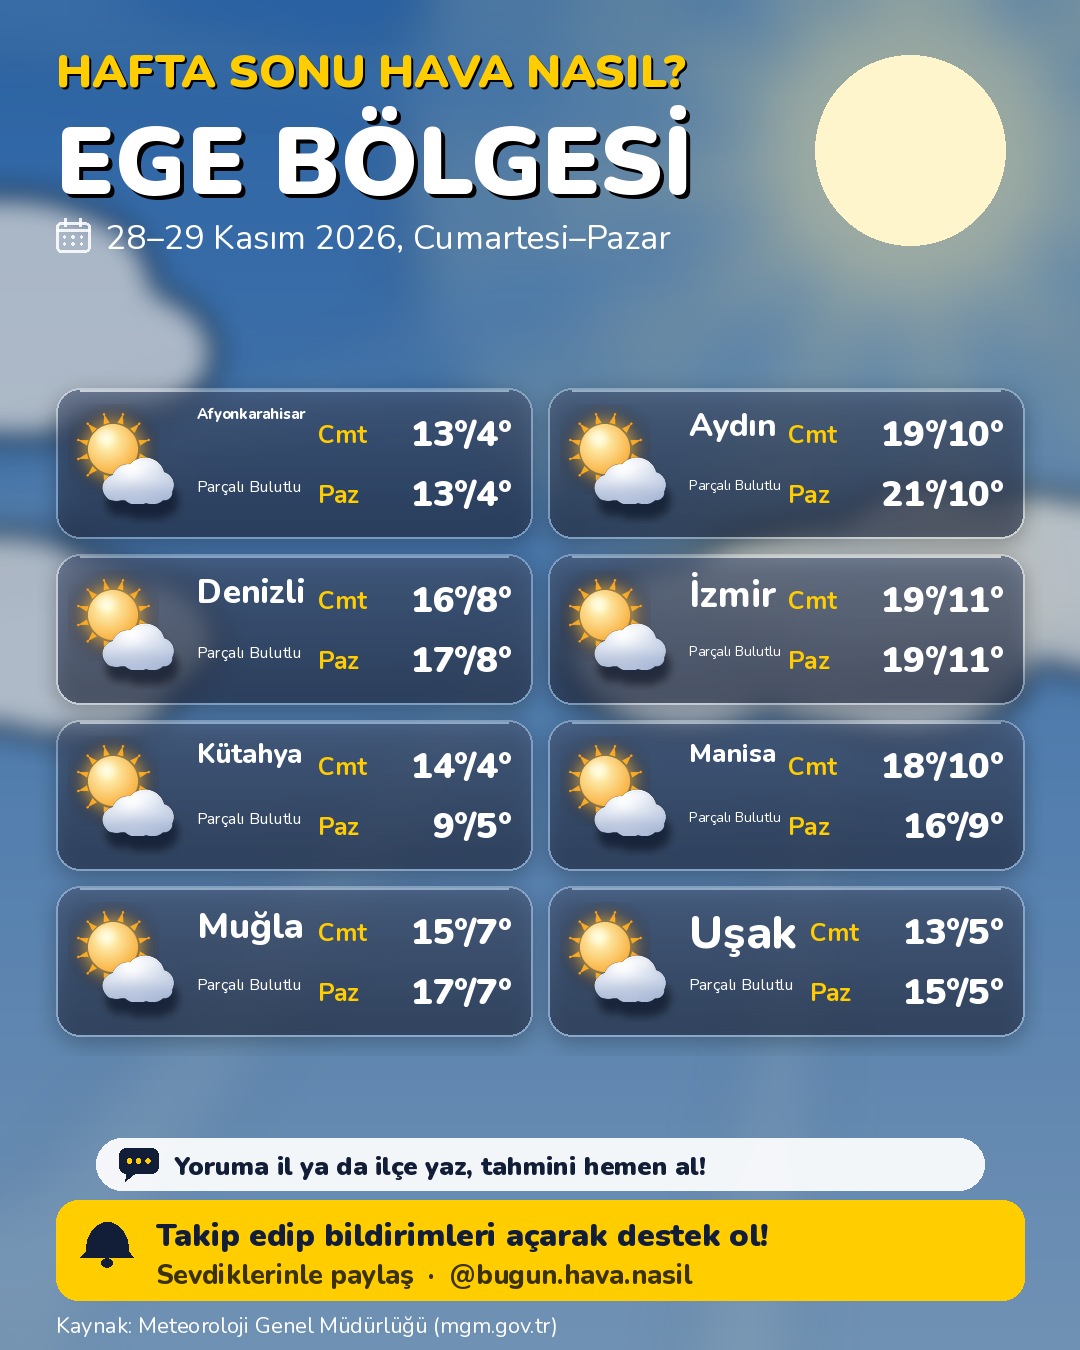 HAFTA SONU HAVA NASIL?
EGE BÖLGESİ
28–29 Kasım 2026, Cumartesi–Pazar
Afyonkarahisar
Cmt 13°/4°
Parçalı Bulutlu
Paz 13°/4°
Aydın
Cmt 19°/10°
Parçalı Bulutlu
Paz 21°/10°
Denizli
Cmt 16°/8°
Parçalı Bulutlu
Paz 17°/8°
İzmir
Cmt 19°/11°
Parçalı Bulutlu
Paz 19°/11°
Kütahya
Cmt 14°/4°
Parçalı Bulutlu
Paz 9°/5°
Manisa
Cmt 18°/10°
Parçalı Bulutlu
Paz 16°/9°
Muğla
Cmt 15°/7°
Parçalı Bulutlu
Paz 17°/7°
Uşak
Cmt 13°/5°
Parçalı Bulutlu
Paz 15°/5°
Yoruma il ya da ilçe yaz, tahmini hemen al!
Takip edip bildirimleri açarak destek ol!
Sevdiklerinle paylaş · @bugun.hava.nasil
Kaynak: Meteoroloji Genel Müdürlüğü (mgm.gov.tr)